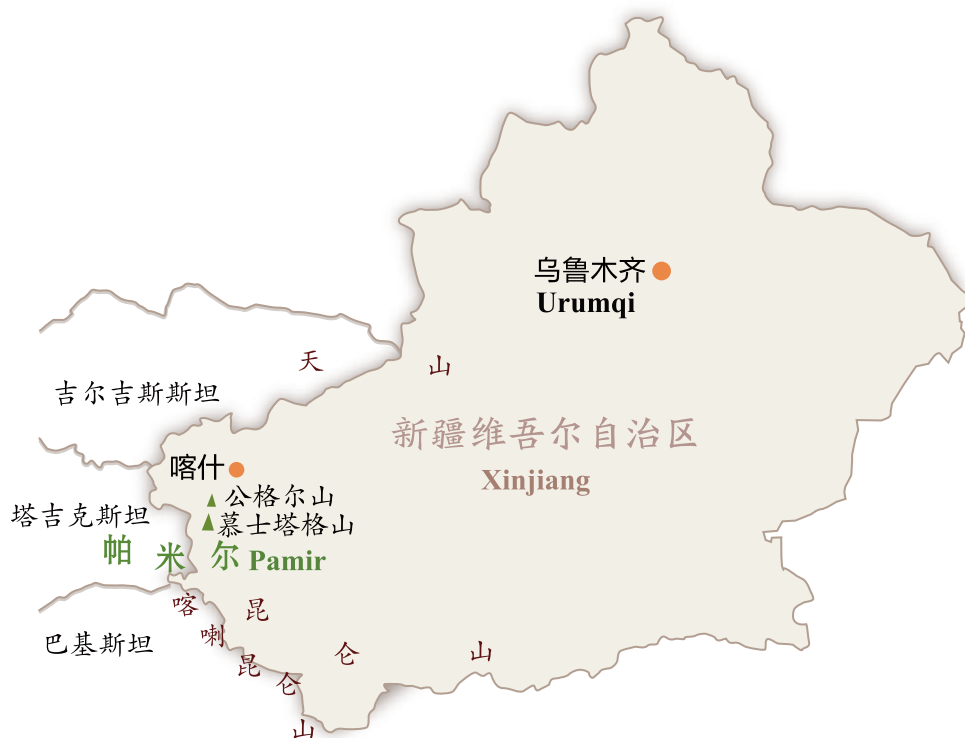 乌鲁木齐
Urumqi
天山
吉尔吉斯斯坦
新疆维吾尔自治区
Xinjiang
喀什
公格尔山
塔吉克斯坦
慕士塔格山
帕米尔 Pamir
喀喇昆仑山
昆仑山
巴基斯坦